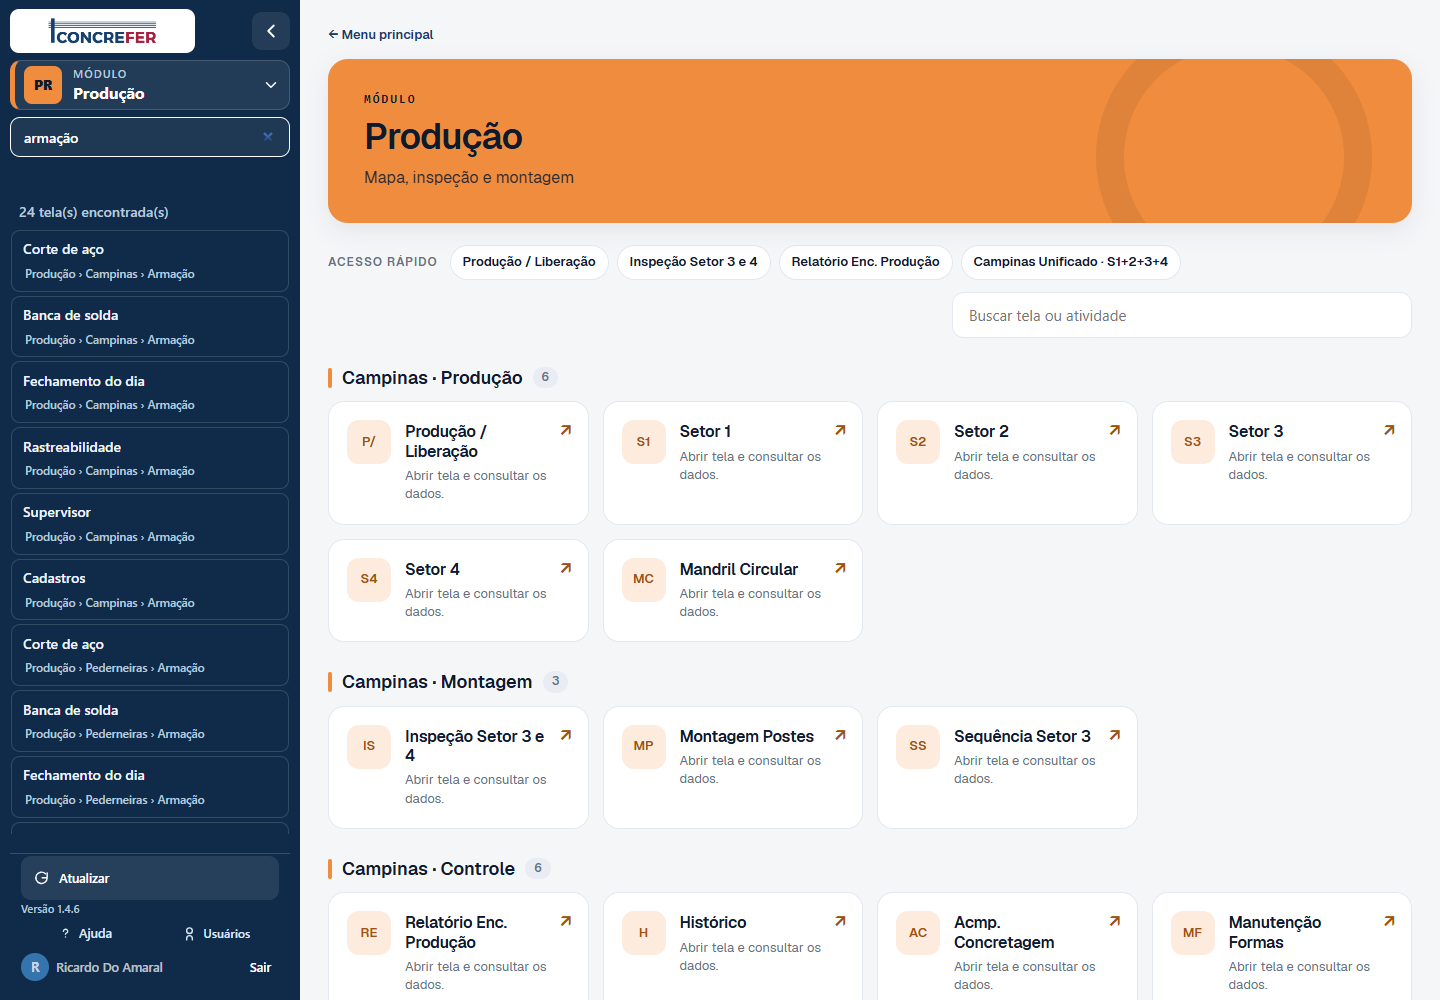 CONCREFER
PR
MÓDULO
Produção
armação
24 tela(s) encontrada(s)
Corte de aço
Produção › Campinas › Armação
Banca de solda
Produção › Campinas › Armação
Fechamento do dia
Produção › Campinas › Armação
Rastreabilidade
Produção › Campinas › Armação
Supervisor
Produção › Campinas › Armação
Cadastros
Produção › Campinas › Armação
Corte de aço
Produção › Pederneiras › Armação
Banca de solda
Produção › Pederneiras › Armação
Fechamento do dia
Produção › Pederneiras › Armação
Atualizar
Versão 1.4.6
? Ajuda
Usuários
R
Ricardo Do Amaral
Sair
← Menu principal
MÓDULO
Produção
Mapa, inspeção e montagem
ACESSO RÁPIDO
Produção / Liberação
Inspeção Setor 3 e 4
Relatório Enc. Produção
Campinas Unificado · S1+2+3+4
Buscar tela ou atividade
Campinas · Produção 6
P/
Produção /
Liberação
Abrir tela e consultar os
dados.
S1
Setor 1
Abrir tela e consultar os
dados.
S2
Setor 2
Abrir tela e consultar os
dados.
S3
Setor 3
Abrir tela e consultar os
dados.
S4
Setor 4
Abrir tela e consultar os
dados.
MC
Mandril Circular
Abrir tela e consultar os
dados.
Campinas · Montagem 3
IS
Inspeção Setor 3 e
4
Abrir tela e consultar os
dados.
MP
Montagem Postes
Abrir tela e consultar os
dados.
SS
Sequência Setor 3
Abrir tela e consultar os
dados.
Campinas · Controle 6
RE
Relatório Enc.
Produção
Abrir tela e consultar os
dados.
H
Histórico
Abrir tela e consultar os
dados.
AC
Acmp.
Concretagem
Abrir tela e consultar os
dados.
MF
Manutenção
Formas
Abrir tela e consultar os
dados.